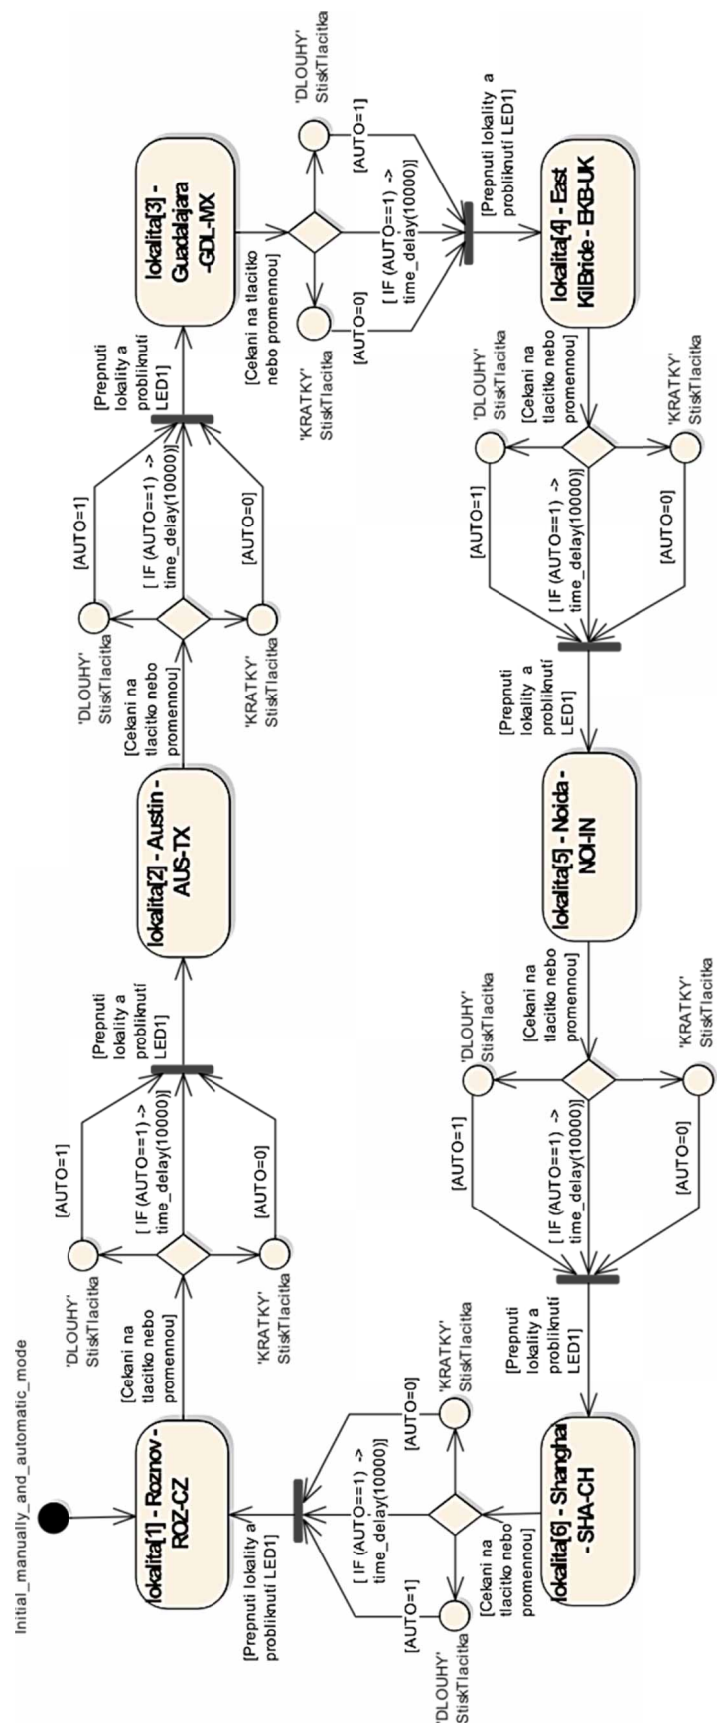 Initial_manually_and_automatic_mode
lokalita[1] - Roznov -
ROZ-CZ
[Cekani na
tlacitko nebo
promennou]
'DLOUHY'
StiskTlacitka
[AUTO=1]
[ IF (AUTO==1) ->
time_delay(10000)]
'KRATKY'
StiskTlacitka
[AUTO=0]
[Prepnuti
lokality a
probliknutí
LED1]
lokalita[2] - Austin -
AUS-TX
[Cekani na
tlacitko nebo
promennou]
'DLOUHY'
StiskTlacitka
[AUTO=1]
[ IF (AUTO==1) ->
time_delay(10000)]
'KRATKY'
StiskTlacitka
[AUTO=0]
[Prepnuti
lokality a
probliknutí
LED1]
lokalita[3] -
Guadalajara
-GDL-MX
[Cekani na tlacitko
nebo promennou]
'DLOUHY'
StiskTlacitka
[AUTO=1]
[ IF (AUTO==1) ->
time_delay(10000)]
'KRATKY'
StiskTlacitka
[AUTO=0]
[Prepnuti lokality a
probliknutí LED1]
lokalita[4] - East
KilBride - EKB-UK
[Cekani na
tlacitko nebo
promennou]
'DLOUHY'
StiskTlacitka
[AUTO=1]
[ IF (AUTO==1) ->
time_delay(10000)]
'KRATKY'
StiskTlacitka
[AUTO=0]
[Prepnuti
lokality a
probliknutí
LED1]
lokalita[5] - Noida -
NOI-IN
[Cekani na
tlacitko nebo
promennou]
'DLOUHY'
StiskTlacitka
[AUTO=1]
[ IF (AUTO==1) ->
time_delay(10000)]
'KRATKY'
StiskTlacitka
[AUTO=0]
[Prepnuti
lokality a
probliknutí
LED1]
lokalita[6] - Shanghai
- SHA-CH
[Cekani na
tlacitko nebo
promennou]
'DLOUHY'
StiskTlacitka
[AUTO=1]
[ IF (AUTO==1) ->
time_delay(10000)]
'KRATKY'
StiskTlacitka
[AUTO=0]
[Prepnuti lokality a
probliknutí LED1]